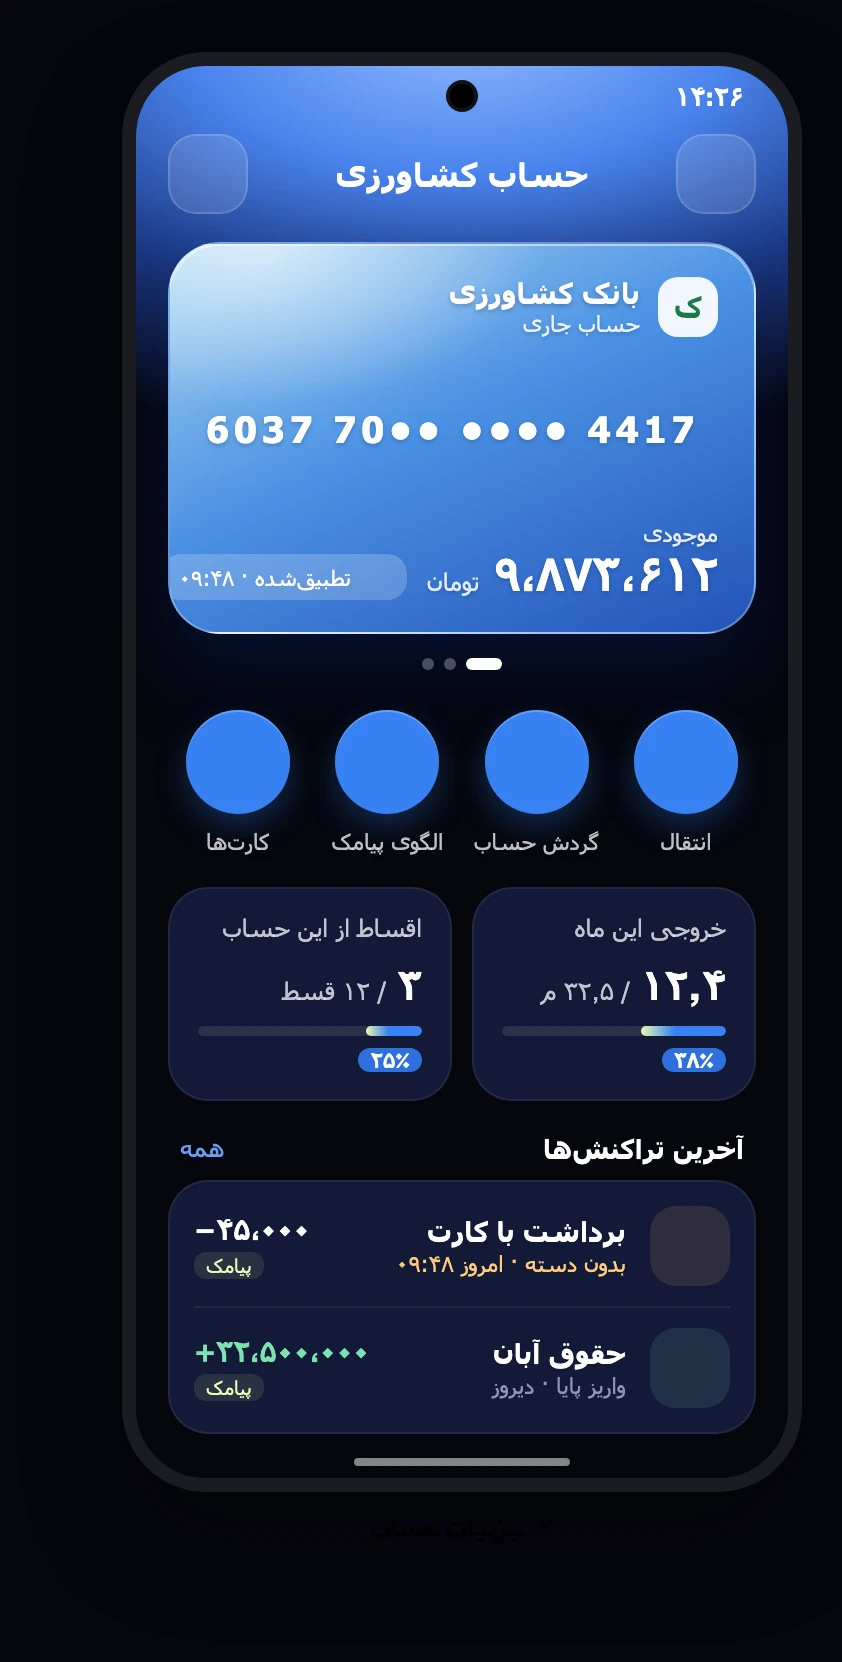 ۱۴:۲۶
حساب کشاورزی
ک
بانک کشاورزی
حساب جاری
6037 70•• •••• 4417
موجودی
۹،۸۷۳،۶۱۲ تومان
تطبیق‌شده · ۰۹:۴۸
انتقال
گردش حساب
الگوی پیامک
کارت‌ها
خروجی این ماه
۱۲,۴ / ۳۲,۵ م
۳۸٪
اقساط از این حساب
۳ / ۱۲ قسط
۲۵٪
آخرین تراکنش‌ها
همه
برداشت با کارت
بدون دسته · امروز ۰۹:۴۸
−۴۵،۰۰۰
پیامک
حقوق آبان
واریز پایا · دیروز
+۳۲،۵۰۰،۰۰۰
پیامک
۲. جزییات حساب